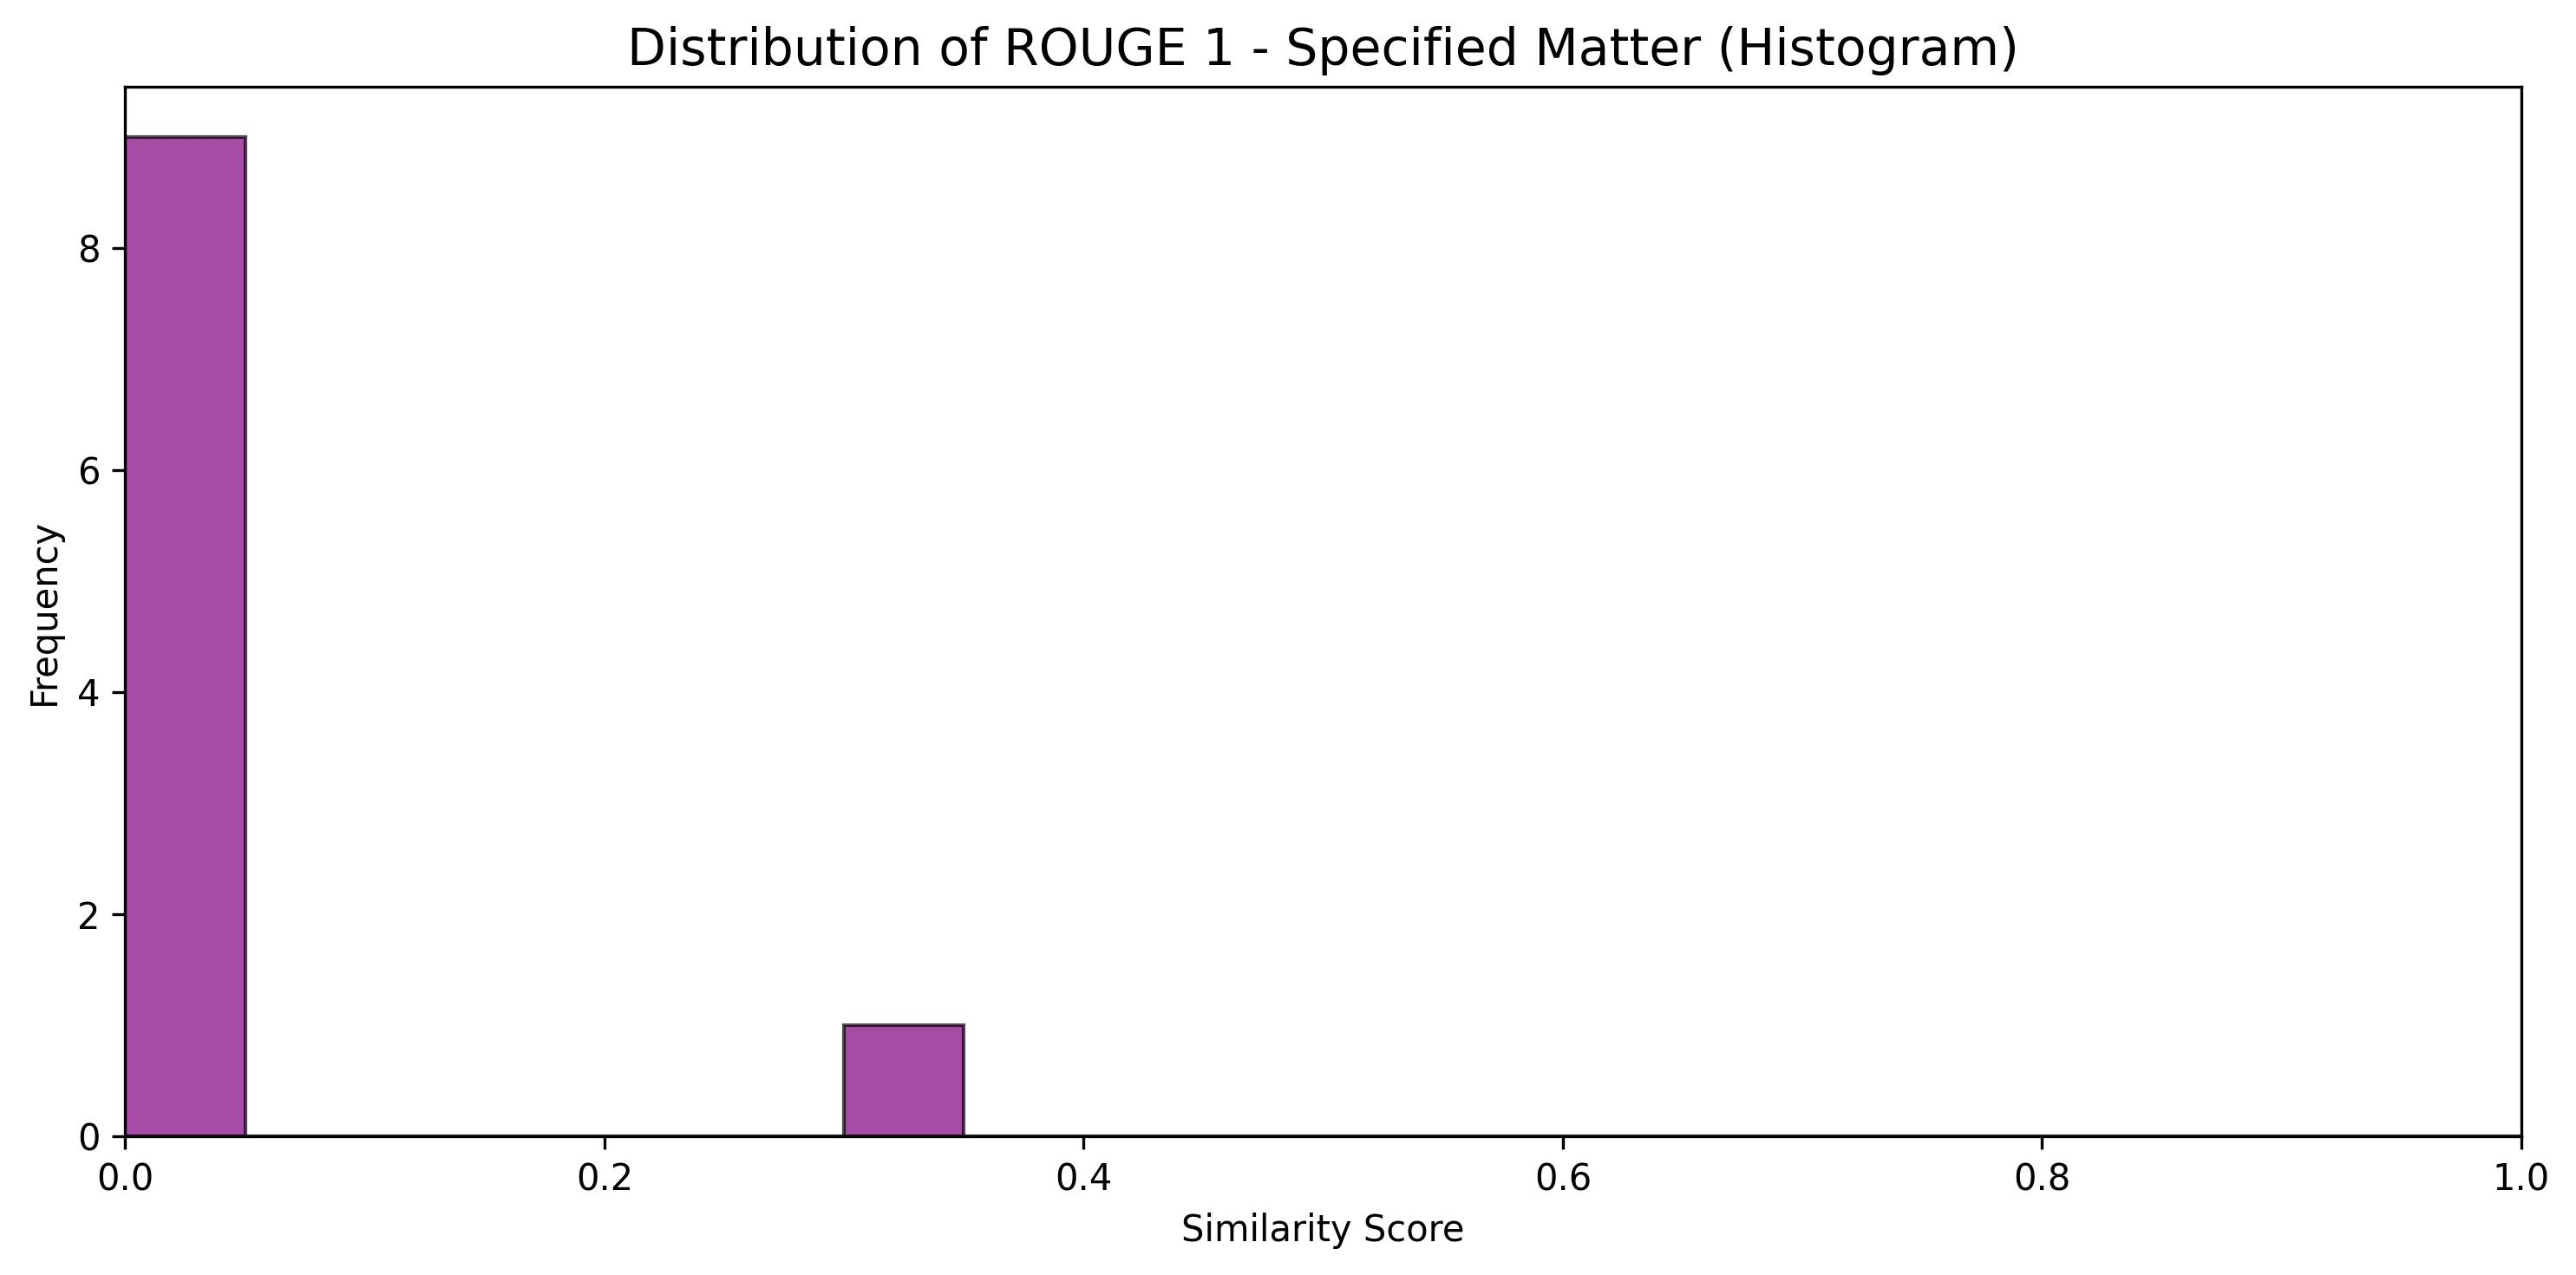 Distribution of ROUGE 1 - Specified Matter (Histogram)
Frequency
8
6
4
2
0
0.0 0.2 0.4 0.6 0.8 1.0
Similarity Score